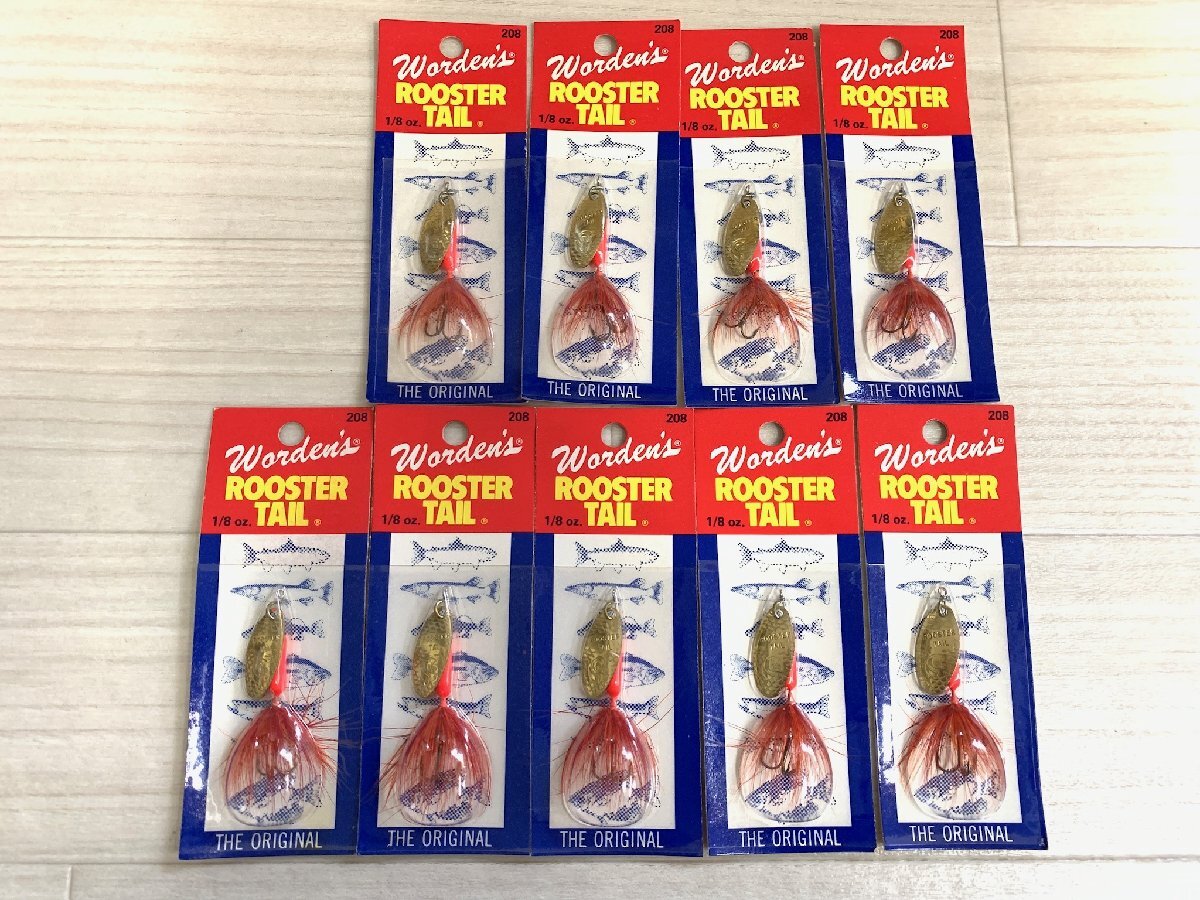 208
Worden's®
ROOSTER
1/8 oz. TAIL ®
THE ORIGINAL
208
Worden's®
ROOSTER
1/8 oz. TAIL ®
THE ORIGINAL
208
Worden's®
ROOSTER
1/8 oz. TAIL ®
THE ORIGINAL
208
Worden's®
ROOSTER
1/8 oz. TAIL ®
THE ORIGINAL
208
Worden's®
ROOSTER
1/8 oz. TAIL ®
THE ORIGINAL
208
Worden's®
ROOSTER
1/8 oz. TAIL ®
THE ORIGINAL
208
Worden's®
ROOSTER
1/8 oz. TAIL ®
THE ORIGINAL
208
Worden's®
ROOSTER
1/8 oz. TAIL ®
THE ORIGINAL
208
Worden's®
ROOSTER
1/8 oz. TAIL ®
ROOSTER
TAIL
THE ORIGINAL